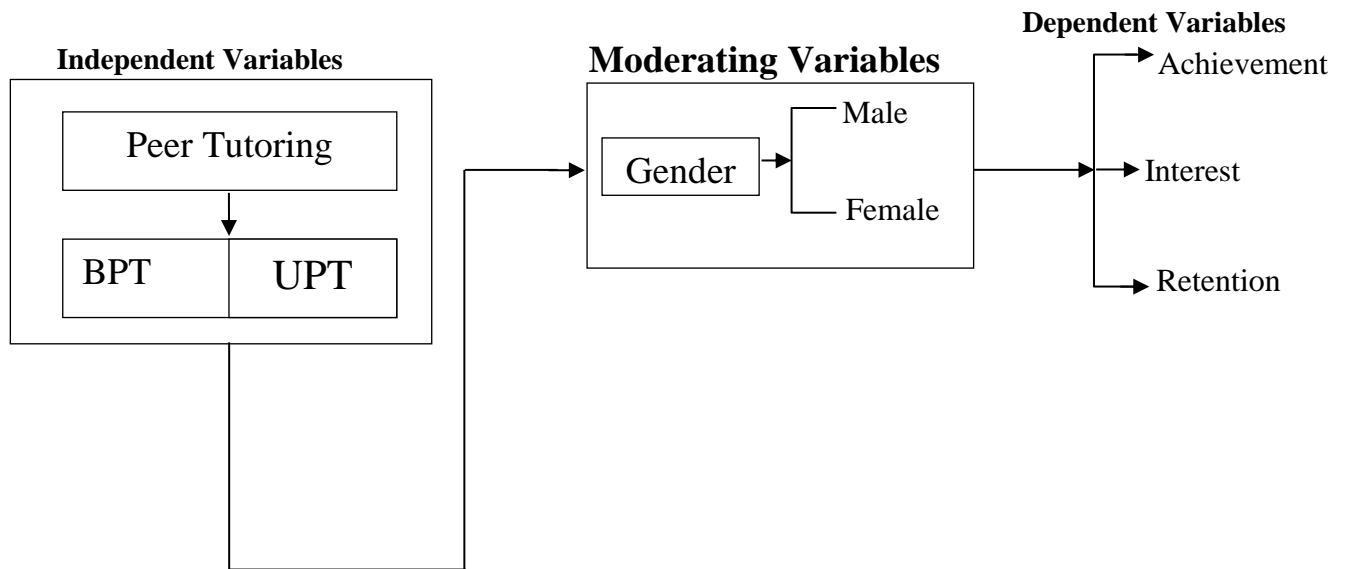 Independent Variables
Peer Tutoring
BPT
UPT
Moderating Variables
Gender
Male
Female
Dependent Variables
Achievement
Interest
Retention